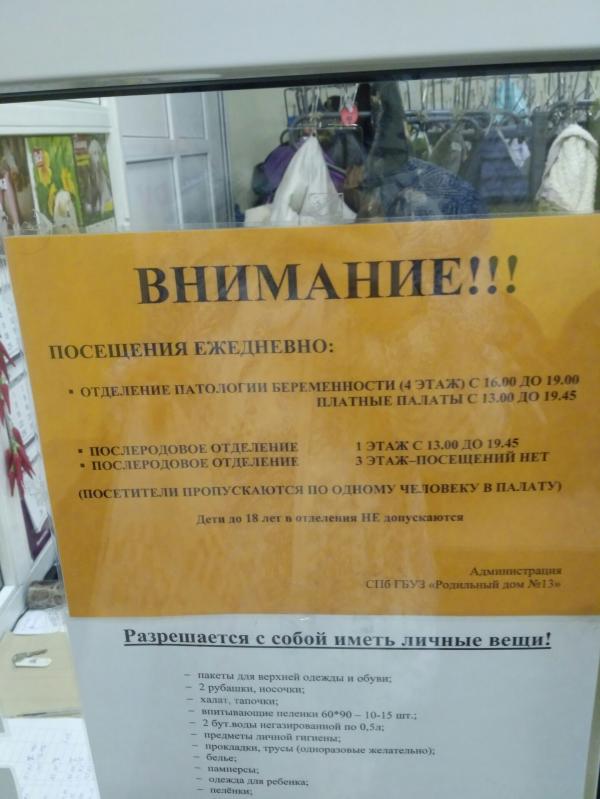 ВНИМАНИЕ!!!
ПОСЕЩЕНИЯ ЕЖЕДНЕВНО:
▪ ОТДЕЛЕНИЕ ПАТОЛОГИИ БЕРЕМЕННОСТИ (4 ЭТАЖ) С 16.00 ДО 19.00
ПЛАТНЫЕ ПАЛАТЫ С 13.00 ДО 19.45
▪ ПОСЛЕРОДОВОЕ ОТДЕЛЕНИЕ 1 ЭТАЖ С 13.00 ДО 19.45
▪ ПОСЛЕРОДОВОЕ ОТДЕЛЕНИЕ 3 ЭТАЖ–ПОСЕЩЕНИЙ НЕТ
(ПОСЕТИТЕЛИ ПРОПУСКАЮТСЯ ПО ОДНОМУ ЧЕЛОВЕКУ В ПАЛАТУ)
Дети до 18 лет в отделения НЕ допускаются
Администрация
СПб ГБУЗ «Родильный дом №13»
Разрешается с собой иметь личные вещи!
– пакеты для верхней одежды и обуви;
– 2 рубашки, носочки;
– халат, тапочки;
– впитывающие пеленки 60*90 – 10-15 шт.;
– 2 бут.воды негазированной по 0,5л;
– предметы личной гигиены;
– прокладки, трусы (одноразовые желательно);
– белье;
– памперсы;
– одежда для ребенка;
– пелёнки;